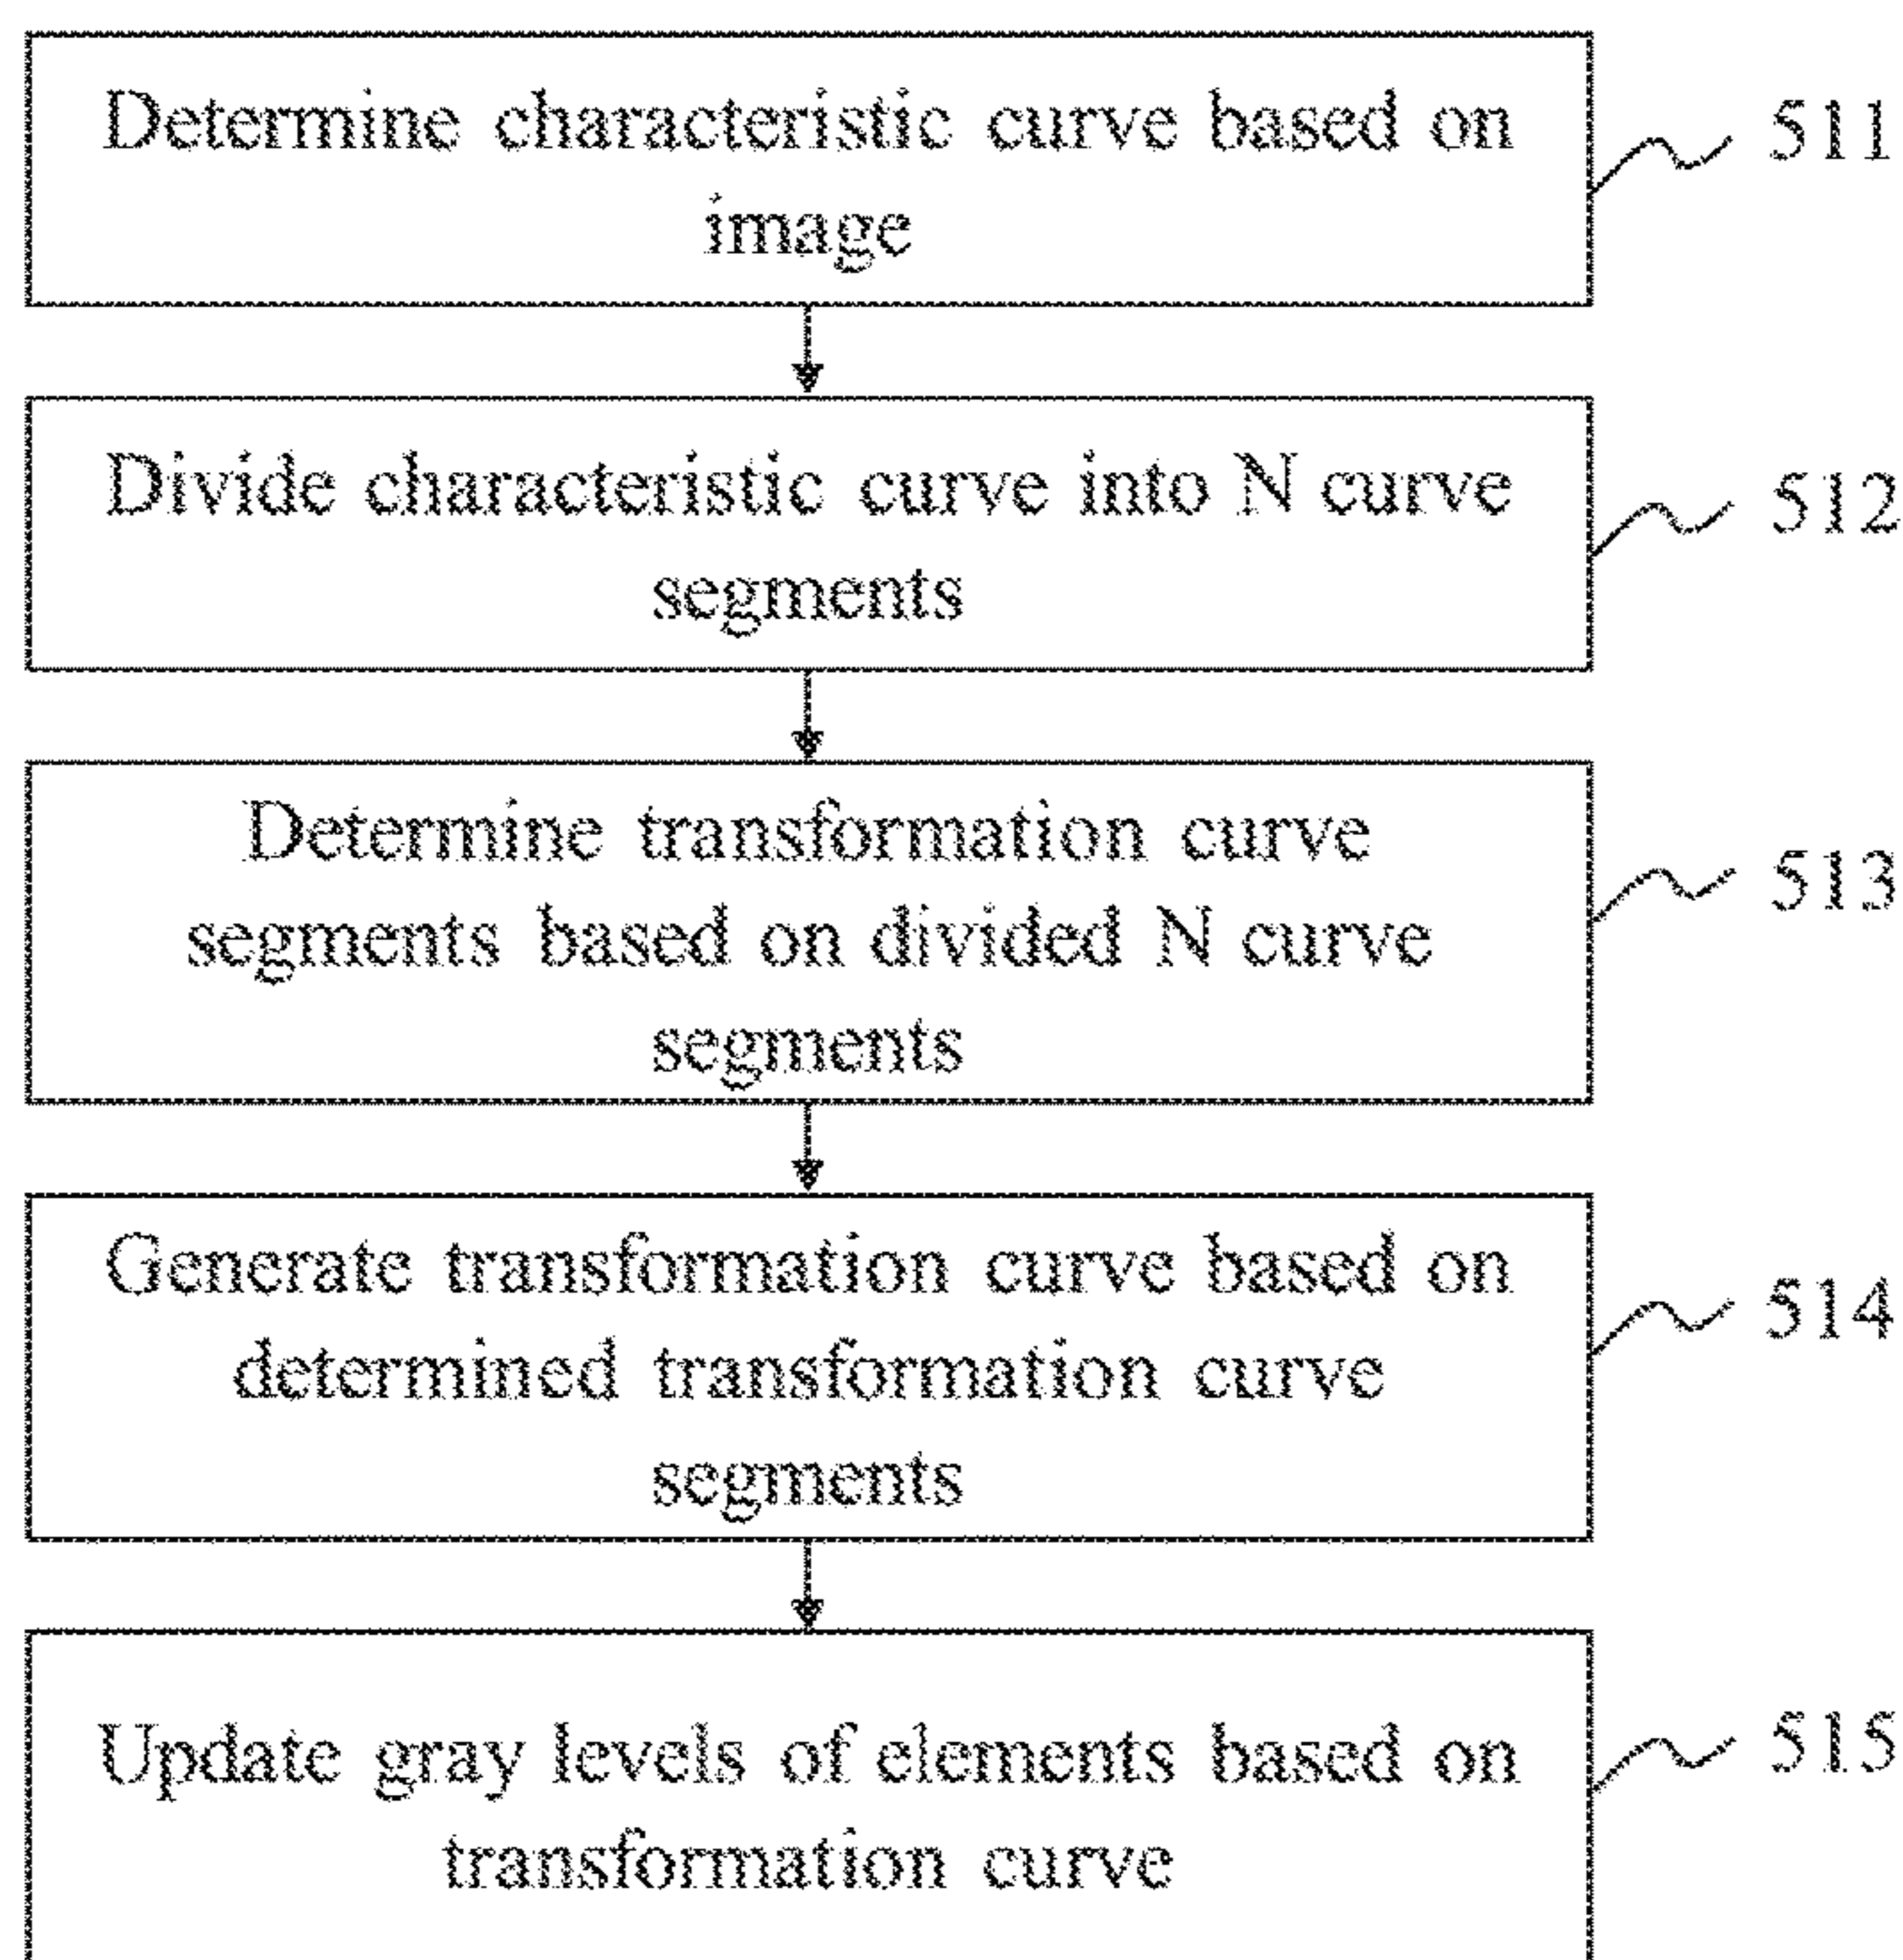 Determine characteristic curve based on
image
511
Divide characteristic curve into N curve
segments
512
Determine transformation curve
segments based on divided N curve
segments
513
Generate transformation curve based on
determined transformation curve
segments
514
Update gray levels of elements based on
transformation curve
515